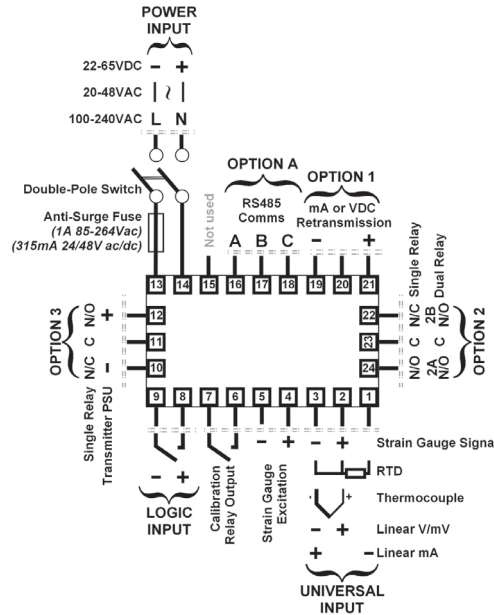 POWER
INPUT
22-65VDC − +
20-48VAC | ~ |
100-240VAC L N
Double-Pole Switch
Anti-Surge Fuse
(1A 85-264Vac)
(315mA 24/48V ac/dc)
Not used
OPTION A
RS485
Comms
A B C
OPTION 1
mA or VDC
Retransmission
− +
13 14 15 16 17 18 19 20 21
OPTION 3
N/O +
C
N/C −
Single Relay
Transmitter PSU
12
11
10
22
23
24
Single Relay
Dual Relay
N/C 2B N/O
C C
N/O 2A N/O
OPTION 2
9 8 7 6 5 4 3 2 1
− +
LOGIC
INPUT
Calibration
Relay Output
− +
Strain Gauge
Excitation
− + Strain Gauge Signa
RTD
- + Thermocouple
− + Linear V/mV
+ − Linear mA
UNIVERSAL
INPUT